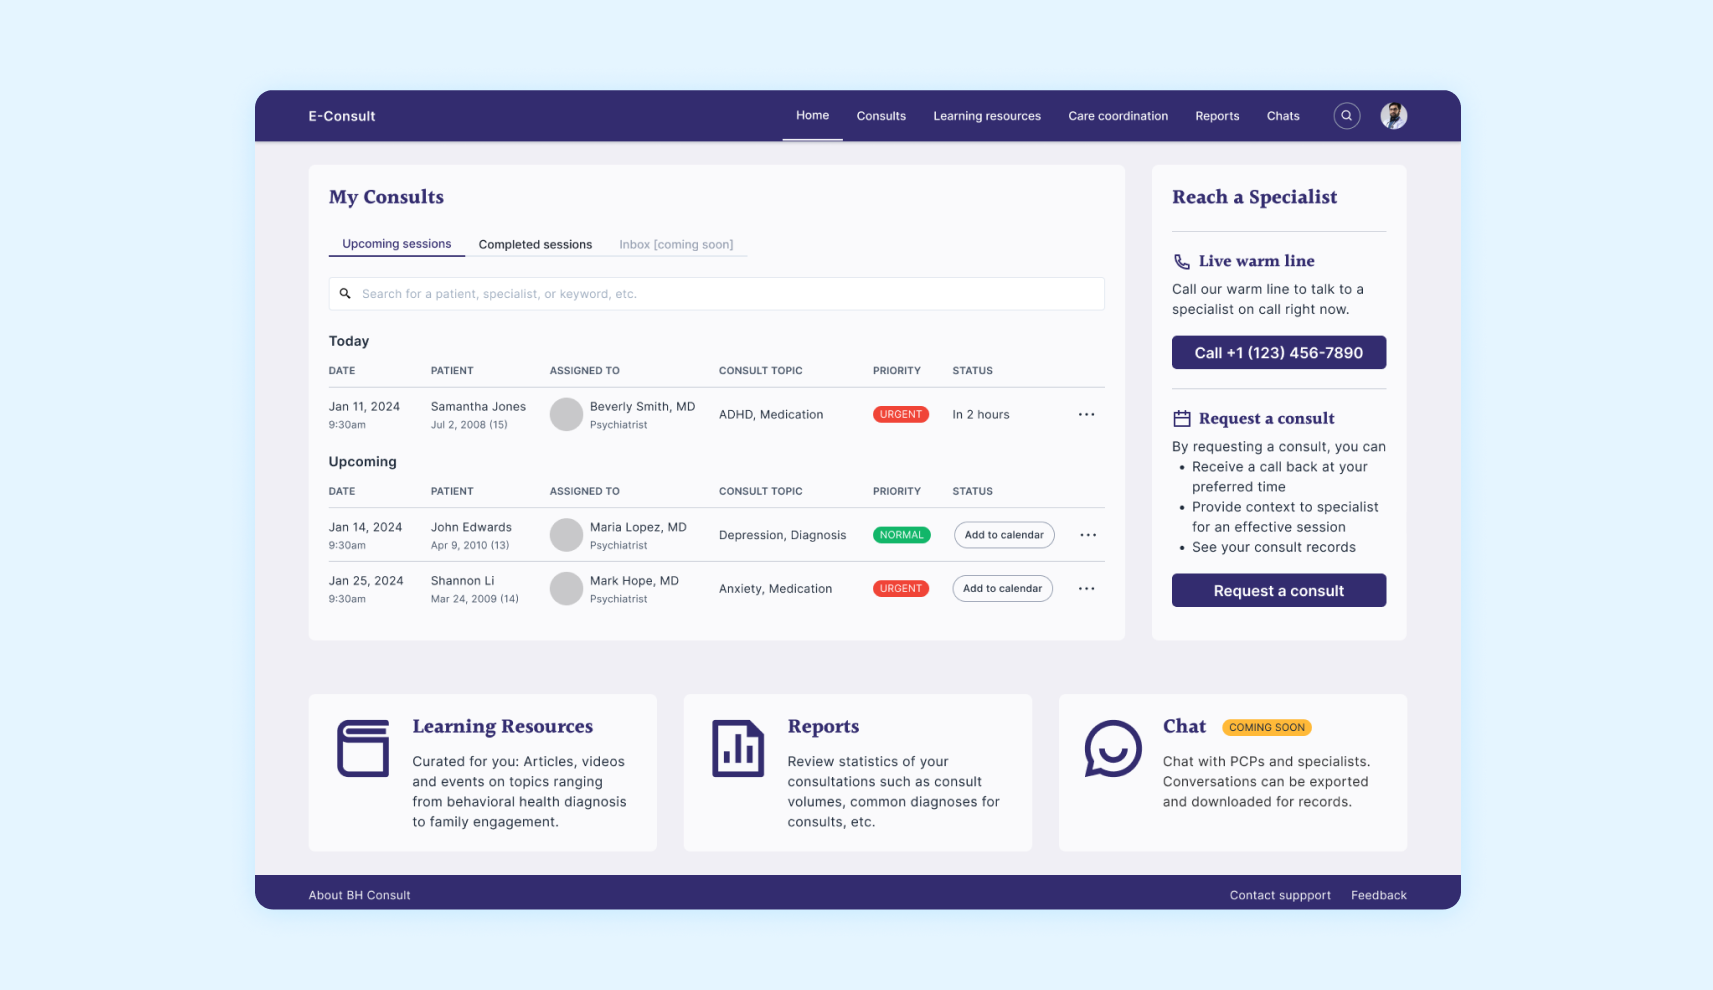 E-Consult
Home
Consults
Learning resources
Care coordination
Reports
Chats
My Consults
Upcoming sessions
Completed sessions
Inbox [coming soon]
Search for a patient, specialist, or keyword, etc.
Today
DATE PATIENT ASSIGNED TO CONSULT TOPIC PRIORITY STATUS
Jan 11, 2024 Samantha Jones Beverly Smith, MD ADHD, Medication URGENT In 2 hours
9:30am Jul 2, 2008 (15) Psychiatrist
Upcoming
DATE PATIENT ASSIGNED TO CONSULT TOPIC PRIORITY STATUS
Jan 14, 2024 John Edwards Maria Lopez, MD Depression, Diagnosis NORMAL Add to calendar
9:30am Apr 9, 2010 (13) Psychiatrist
Jan 25, 2024 Shannon Li Mark Hope, MD Anxiety, Medication URGENT Add to calendar
9:30am Mar 24, 2009 (14) Psychiatrist
Reach a Specialist
Live warm line
Call our warm line to talk to a
specialist on call right now.
Call +1 (123) 456-7890
Request a consult
By requesting a consult, you can
• Receive a call back at your
preferred time
• Provide context to specialist
for an effective session
• See your consult records
Request a consult
Learning Resources
Curated for you: Articles, videos
and events on topics ranging
from behavioral health diagnosis
to family engagement.
Reports
Review statistics of your
consultations such as consult
volumes, common diagnoses for
consults, etc.
Chat COMING SOON
Chat with PCPs and specialists.
Conversations can be exported
and downloaded for records.
About BH Consult
Contact suppport
Feedback